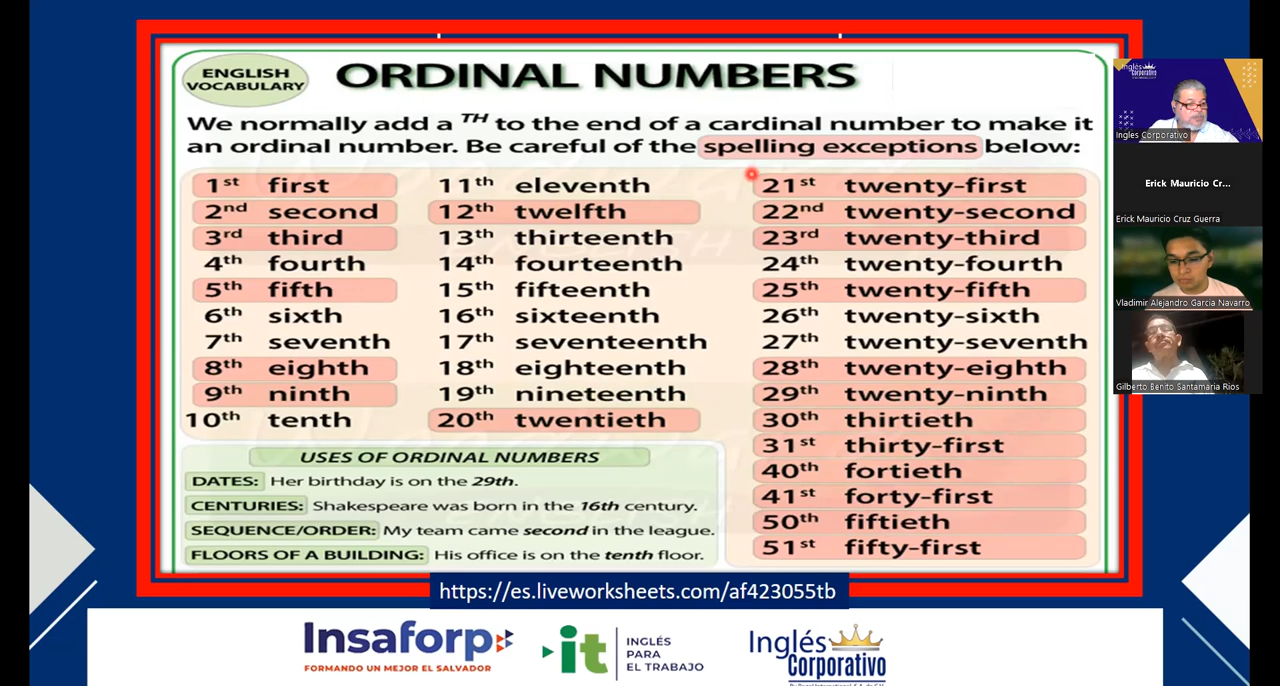 ENGLISH
VOCABULARY
ORDINAL NUMBERS
We normally add a TH to the end of a cardinal number to make it
an ordinal number. Be careful of the spelling exceptions below:
1st first
2nd second
3rd third
4th fourth
5th fifth
6th sixth
7th seventh
8th eighth
9th ninth
10th tenth
11th eleventh
12th twelfth
13th thirteenth
14th fourteenth
15th fifteenth
16th sixteenth
17th seventeenth
18th eighteenth
19th nineteenth
20th twentieth
21st twenty-first
22nd twenty-second
23rd twenty-third
24th twenty-fourth
25th twenty-fifth
26th twenty-sixth
27th twenty-seventh
28th twenty-eighth
29th twenty-ninth
30th thirtieth
31st thirty-first
40th fortieth
41st forty-first
50th fiftieth
51st fifty-first
USES OF ORDINAL NUMBERS
DATES: Her birthday is on the 29th.
CENTURIES: Shakespeare was born in the 16th century.
SEQUENCE/ORDER: My team came second in the league.
FLOORS OF A BUILDING: His office is on the tenth floor.
https://es.liveworksheets.com/af423055tb
Insaforp
FORMANDO UN MEJOR EL SALVADOR
it
INGLÉS
PARA
EL TRABAJO
Inglés
Corporativo
Inglés
Corporativo
Ingles Corporativo
Erick Mauricio Cr...
Erick Mauricio Cruz Guerra
Vladimir Alejandro Garcia Navarro
Gilberto Benito Santamaria Rios